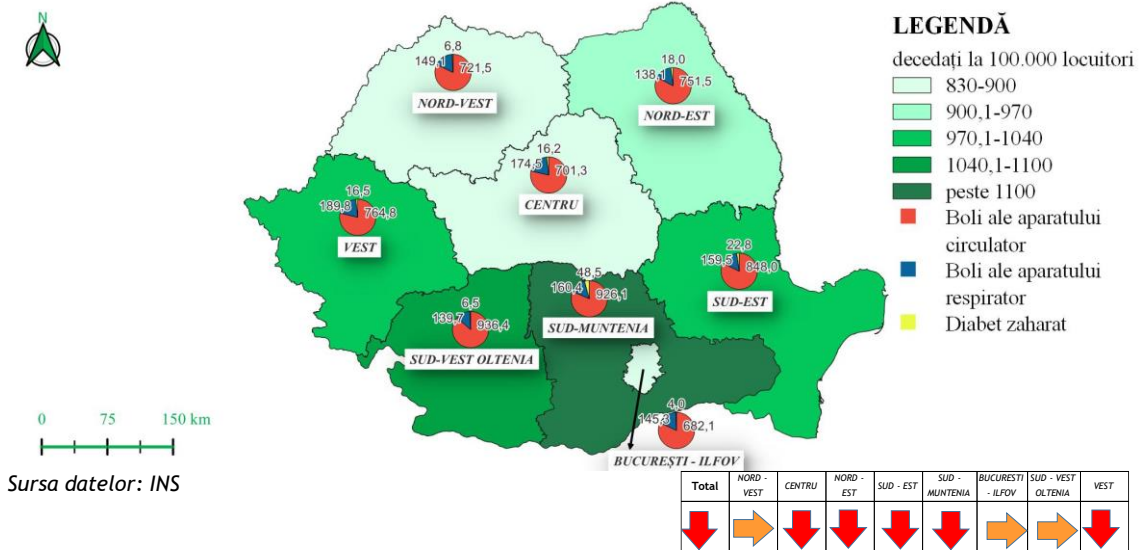 N
LEGENDĂ
decedați la 100.000 locuitori
830-900
900,1-970
970,1-1040
1040,1-1100
peste 1100
Boli ale aparatului
circulator
Boli ale aparatului
respirator
Diabet zaharat
6,8
149,1
721,5
NORD-VEST
18,0
138,1
751,5
NORD-EST
16,2
174,5
701,3
CENTRU
16,5
189,8
764,8
VEST
22,8
159,5
848,0
SUD-EST
48,5
160,4
926,1
SUD-MUNTENIA
6,5
139,7
936,4
SUD-VEST OLTENIA
4,0
145,3
682,1
BUCUREȘTI - ILFOV
0 75 150 km
Sursa datelor: INS
Total
NORD -
VEST
CENTRU
NORD -
EST
SUD - EST
SUD -
MUNTENIA
BUCURESTI
- ILFOV
SUD - VEST
OLTENIA
VEST